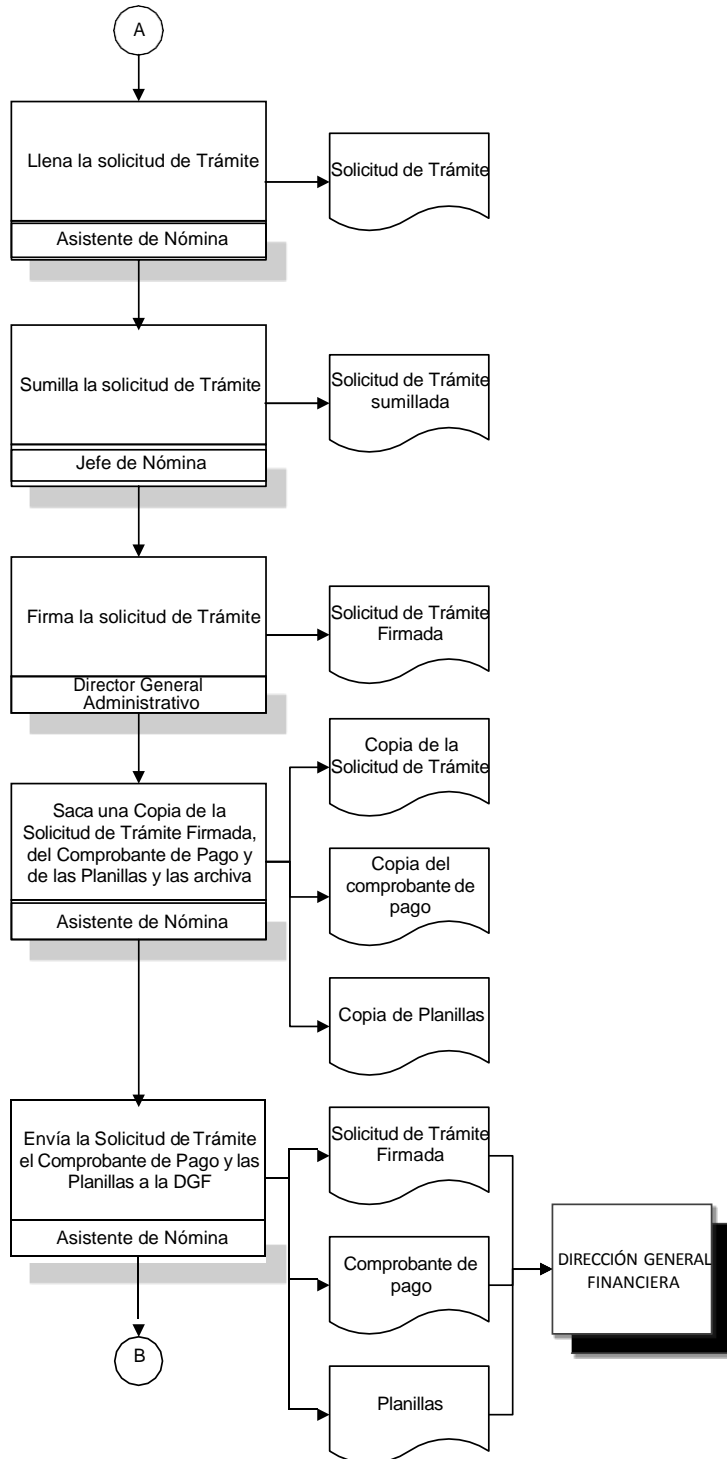 A
Llena la solicitud de Trámite
Asistente de Nómina
Solicitud de Trámite
Sumilla la solicitud de Trámite
Jefe de Nómina
Solicitud de Trámite
sumillada
Firma la solicitud de Trámite
Director General
Administrativo
Solicitud de Trámite
Firmada
Saca una Copia de la
Solicitud de Trámite Firmada,
del Comprobante de Pago y
de las Planillas y las archiva
Asistente de Nómina
Copia de la
Solicitud de Trámite
Copia del
comprobante de
pago
Copia de Planillas
Envía la Solicitud de Trámite
el Comprobante de Pago y las
Planillas a la DGF
Asistente de Nómina
Solicitud de Trámite
Firmada
Comprobante de
pago
Planillas
DIRECCIÓN GENERAL
FINANCIERA
B